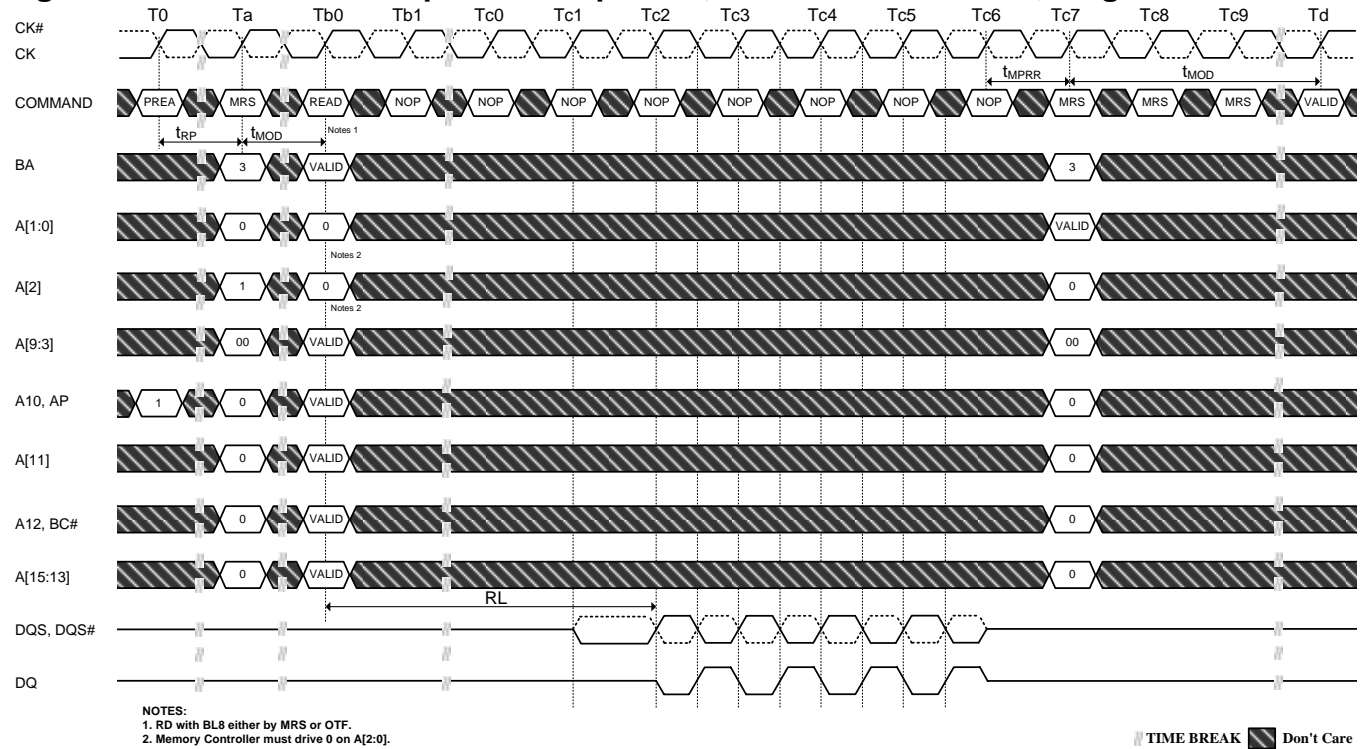 T0 Ta Tb0 Tb1 Tc0 Tc1 Tc2 Tc3 Tc4 Tc5 Tc6 Tc7 Tc8 Tc9 Td
CK#
CK
tMPRR tMOD
COMMAND PREA MRS READ NOP NOP NOP NOP NOP NOP NOP NOP MRS MRS MRS VALID
tRP tMOD Notes 1
BA 3 VALID 3
A[1:0] 0 0 VALID
Notes 2
A[2] 1 0 0
Notes 2
A[9:3] 00 VALID 00
A10, AP 1 0 VALID 0
A[11] 0 VALID 0
A12, BC# 0 VALID 0
A[15:13] 0 VALID 0
RL
DQS, DQS#
DQ
NOTES:
1. RD with BL8 either by MRS or OTF.
2. Memory Controller must drive 0 on A[2:0].
TIME BREAK Don't Care